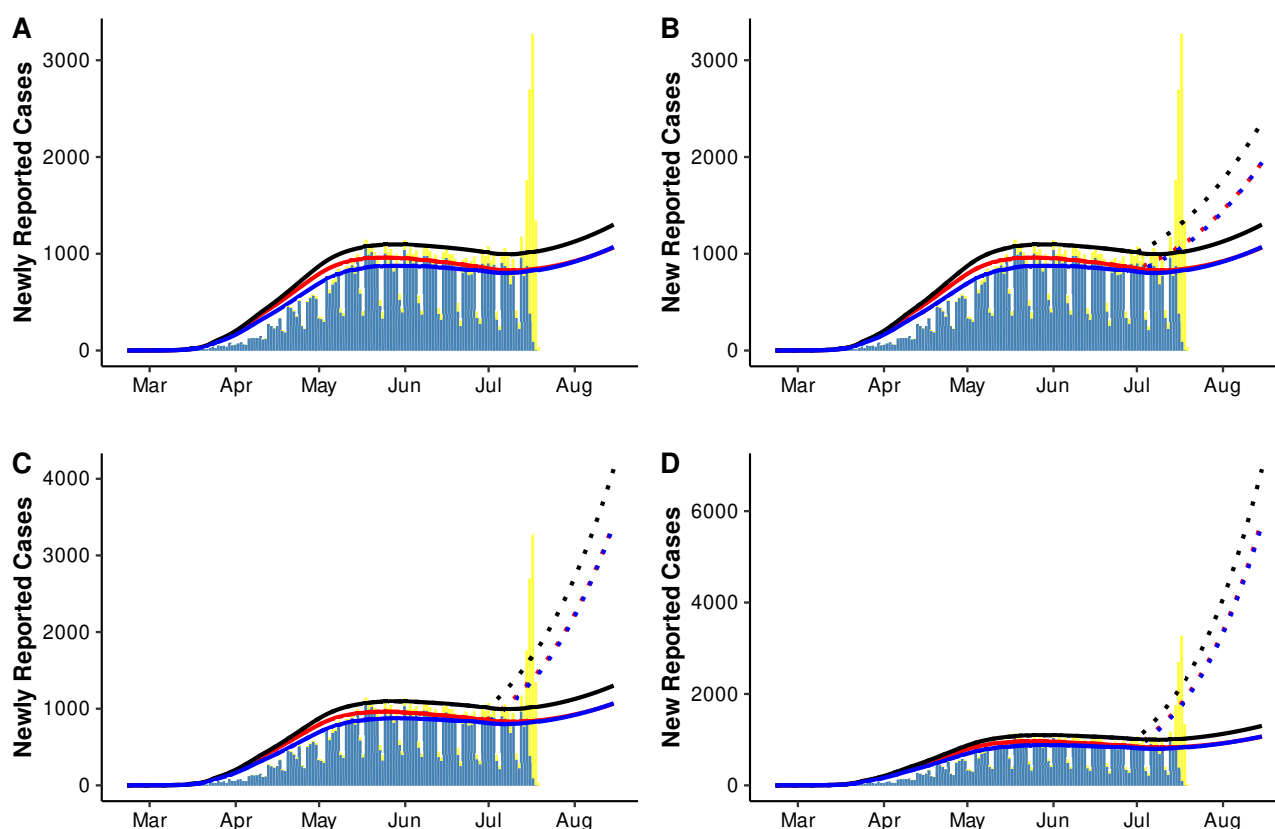 A
Newly Reported Cases
3000
2000
1000
0
Mar Apr May Jun Jul Aug
B
New Reported Cases
3000
2000
1000
0
Mar Apr May Jun Jul Aug
C
Newly Reported Cases
4000
3000
2000
1000
0
Mar Apr May Jun Jul Aug
D
New Reported Cases
6000
4000
2000
0
Mar Apr May Jun Jul Aug